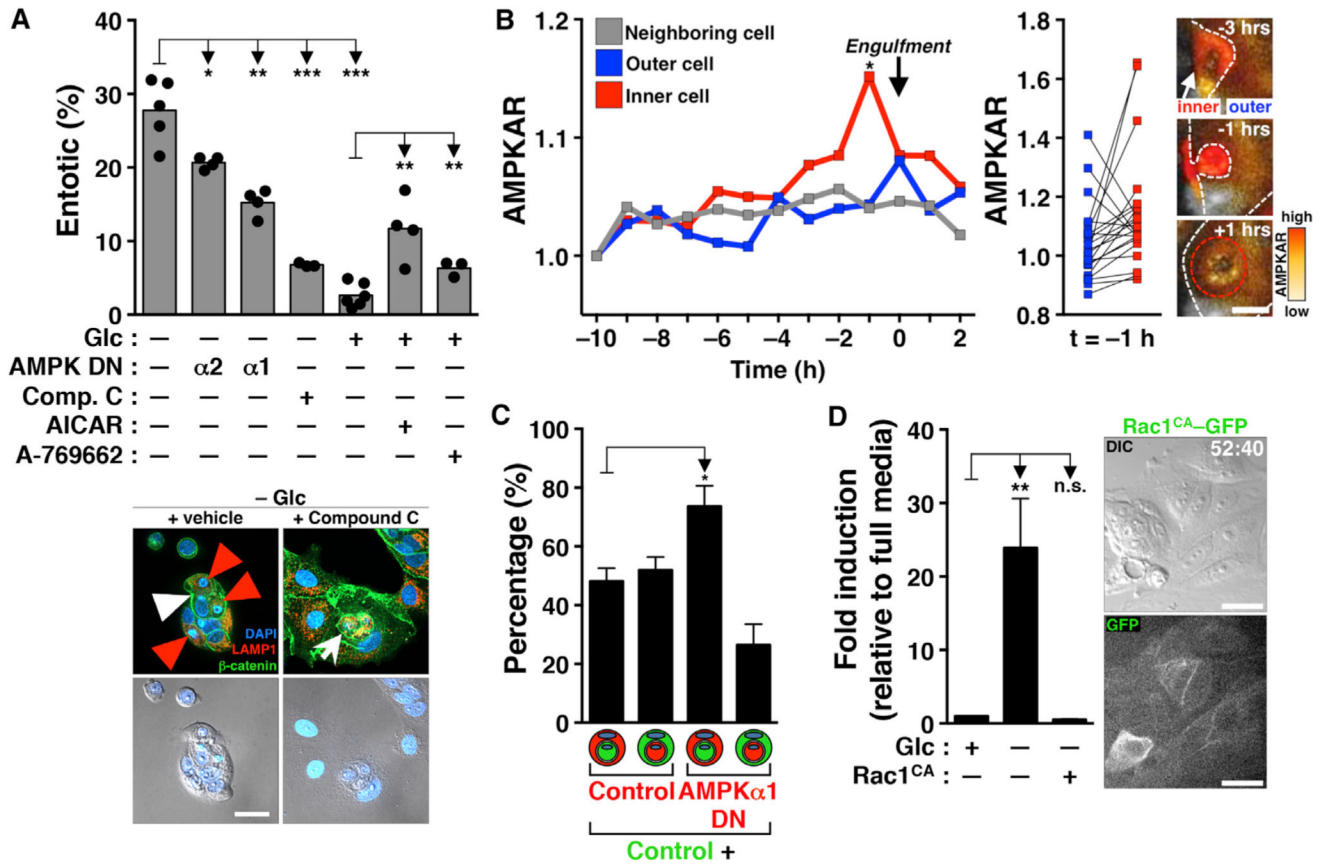 A
Entotic (%)
40
30
20
10
0
* ** *** ***
** **
Glc : – – – – + + +
AMPK DN : – α2 α1 – – – –
Comp. C : – – – + – – –
AICAR : – – – – – + –
A-769662 : – – – – – – +
– Glc
+ vehicle + Compound C
DAPI
LAMP1
β-catenin
B
AMPKAR
1.2
1.1
1.0
Neighboring cell
Outer cell
Inner cell
Engulfment
*
–10 –8 –6 –4 –2 0 2
Time (h)
AMPKAR
1.8
1.6
1.4
1.2
1.0
0.8
t = –1 h
-3 hrs
inner outer
-1 hrs
+1 hrs
high
AMPKAR
low
C
Percentage (%)
100
80
60
40
20
0
*
Control AMPKα1
DN
Control +
D
Fold induction
(relative to full media)
40
35
30
25
20
15
10
5
0
** n.s.
Glc : + – –
Rac1CA : – – +
Rac1CA–GFP
DIC 52:40
GFP